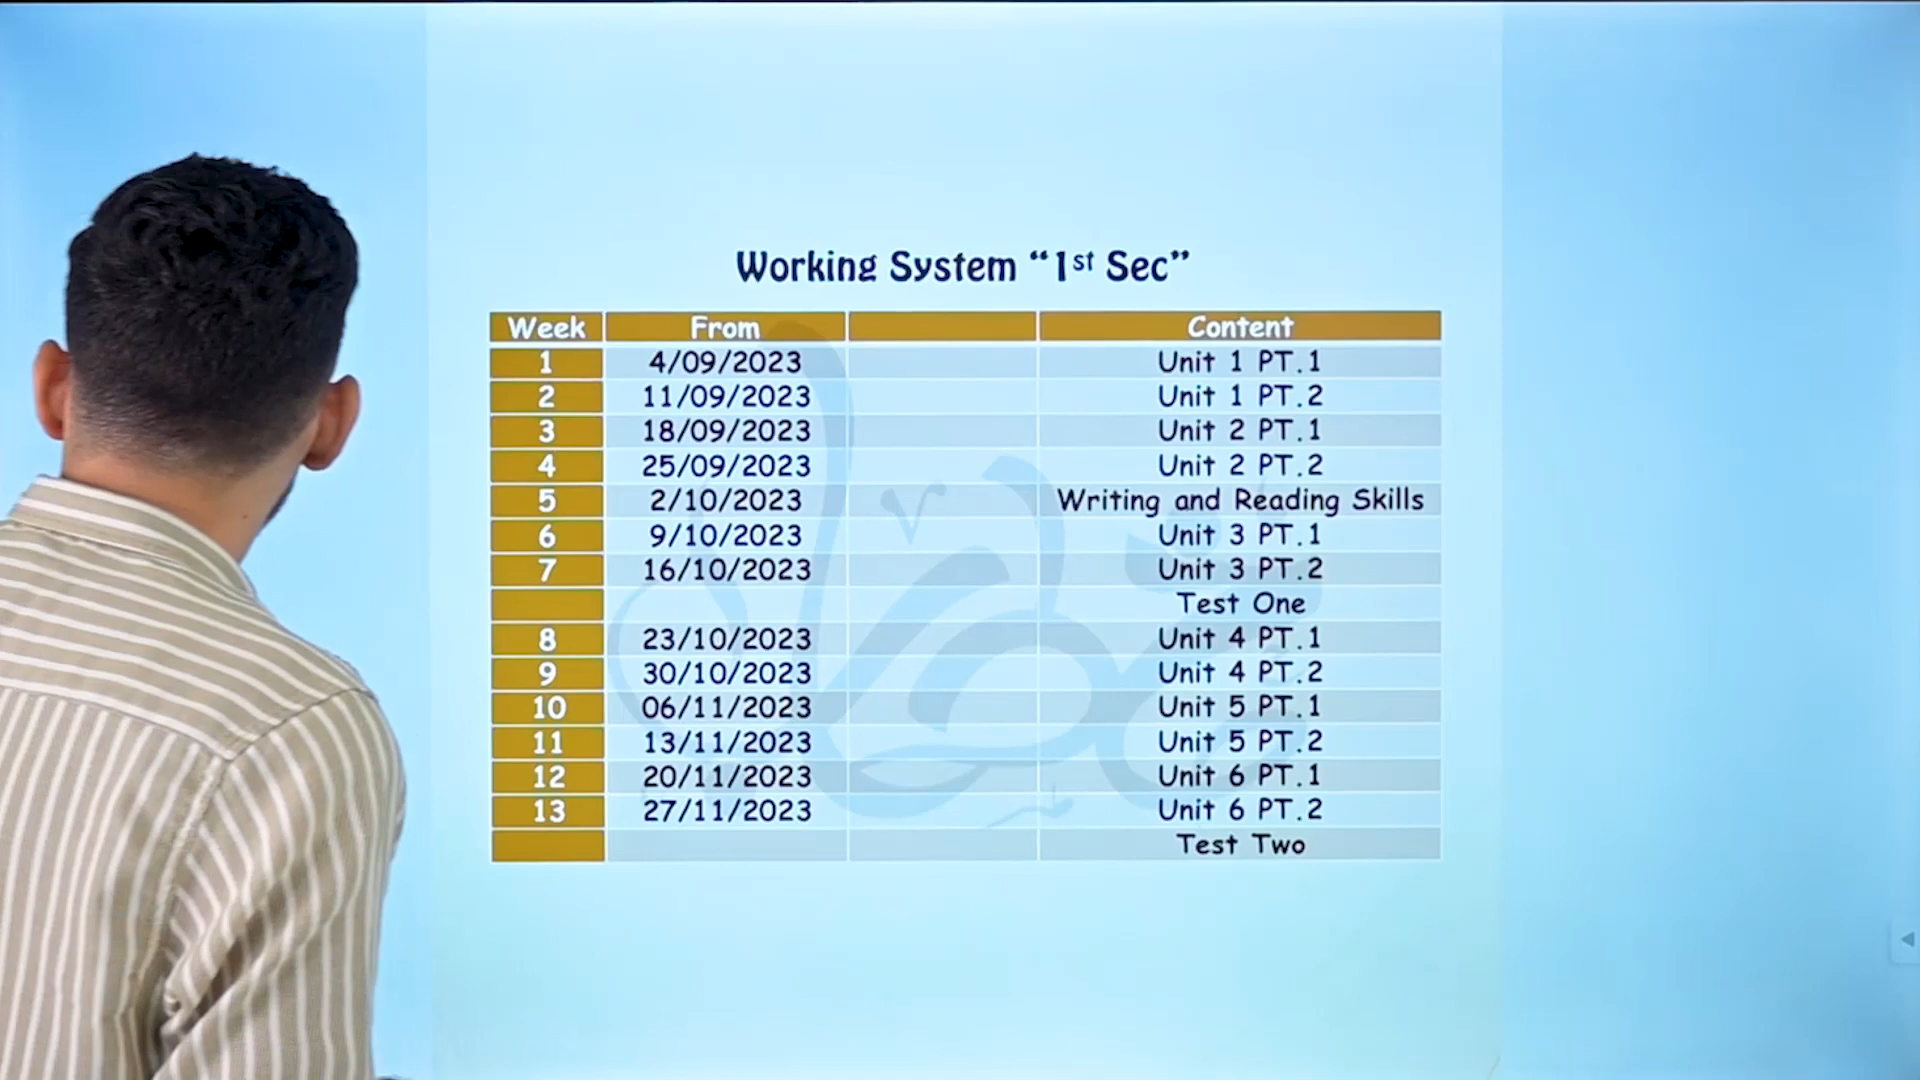 Working System “1st Sec”
Week From Content
1 4/09/2023 Unit 1 PT.1
2 11/09/2023 Unit 1 PT.2
3 18/09/2023 Unit 2 PT.1
4 25/09/2023 Unit 2 PT.2
5 2/10/2023 Writing and Reading Skills
6 9/10/2023 Unit 3 PT.1
7 16/10/2023 Unit 3 PT.2
Test One
8 23/10/2023 Unit 4 PT.1
9 30/10/2023 Unit 4 PT.2
10 06/11/2023 Unit 5 PT.1
11 13/11/2023 Unit 5 PT.2
12 20/11/2023 Unit 6 PT.1
13 27/11/2023 Unit 6 PT.2
Test Two